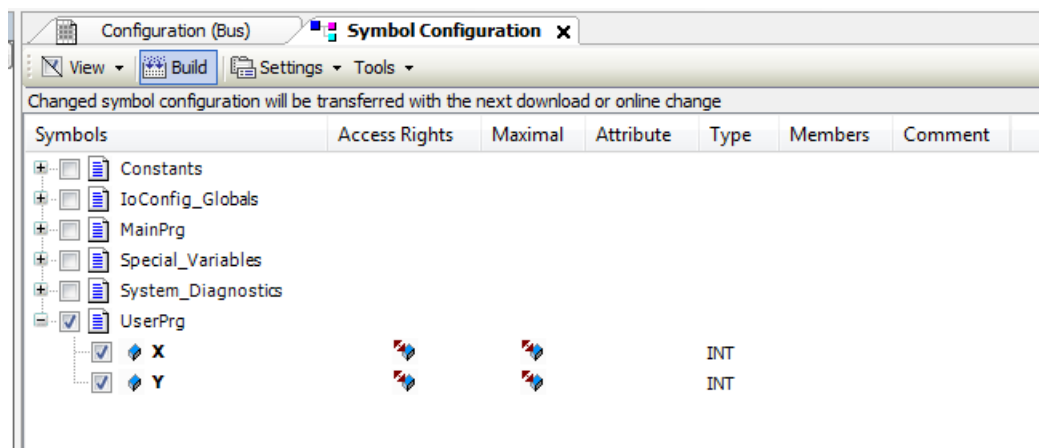 Configuration (Bus) Symbol Configuration x
View Build Settings Tools
Changed symbol configuration will be transferred with the next download or online change
Symbols Access Rights Maximal Attribute Type Members Comment
Constants
IoConfig_Globals
MainPrg
Special_Variables
System_Diagnostics
UserPrg
X INT
Y INT